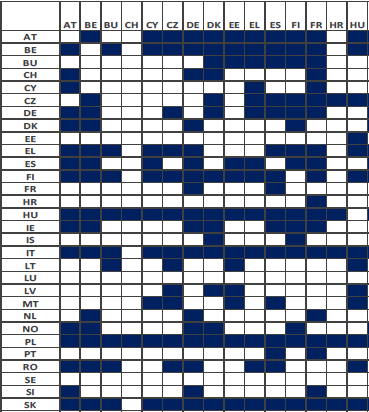 AT BE BU CH CY CZ DE DK EE EL ES FI FR HR HU
AT
BE
BU
CH
CY
CZ
DE
DK
EE
EL
ES
FI
FR
HR
HU
IE
IS
IT
LT
LU
LV
MT
NL
NO
PL
PT
RO
SE
SI
SK